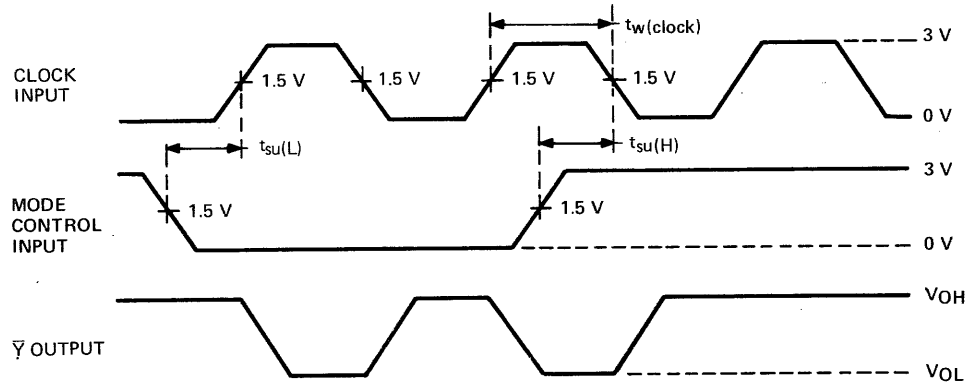 tw(clock)
3 V
CLOCK
INPUT
1.5 V
1.5 V
1.5 V
1.5 V
0 V
tsu(L)
tsu(H)
3 V
MODE
CONTROL
INPUT
1.5 V
1.5 V
0 V
VOH
Y̅ OUTPUT
VOL